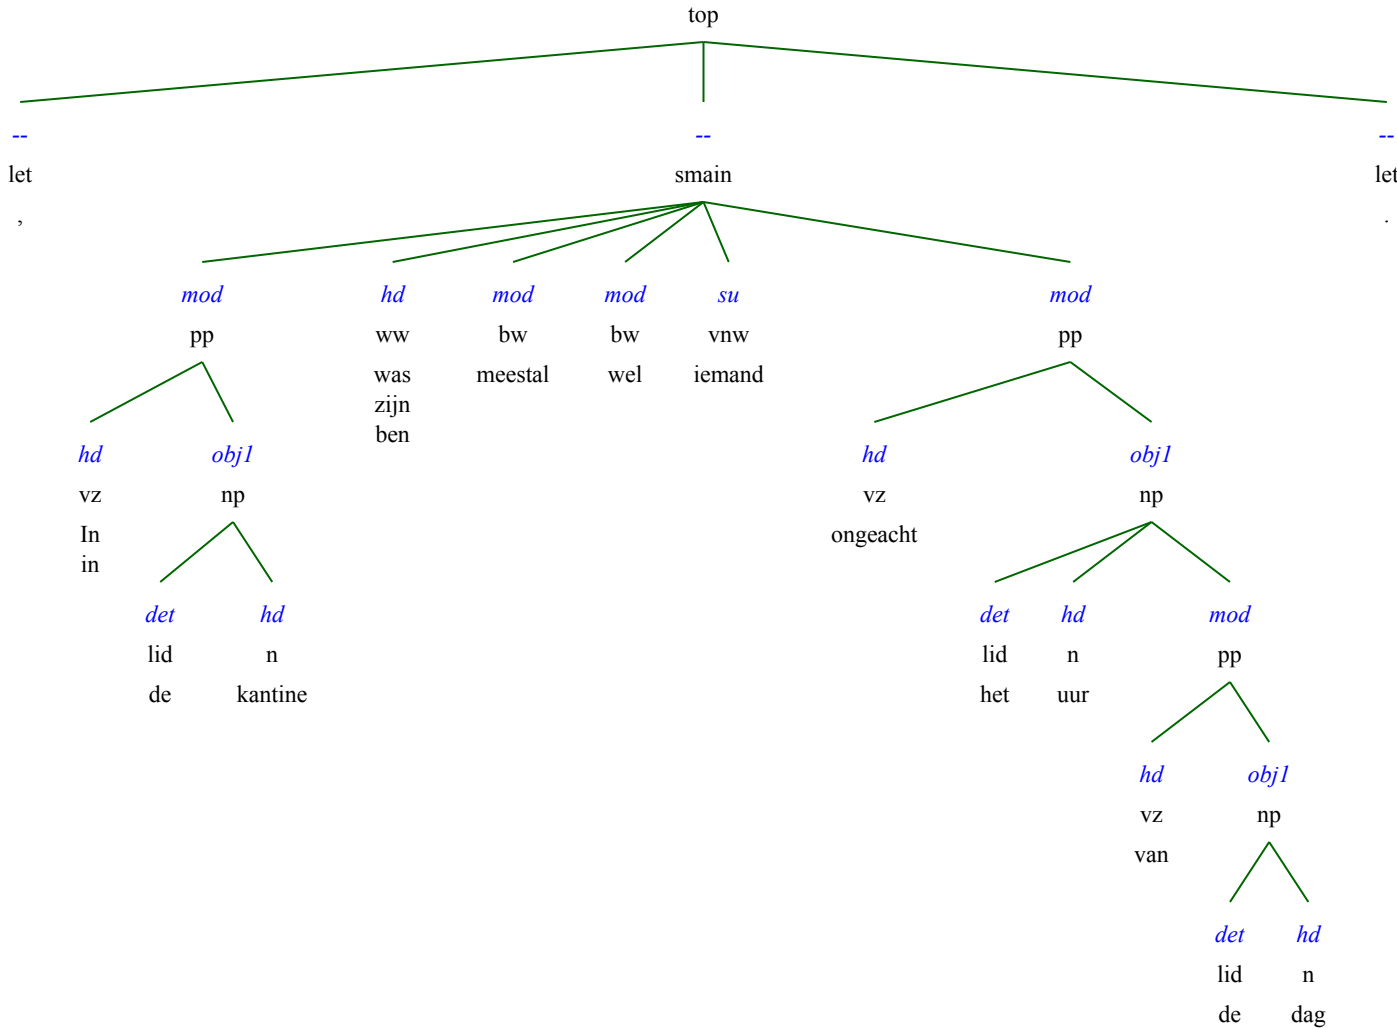 top
-- -- --
let smain let
, .
mod hd mod mod su mod
pp ww bw bw vnw pp
was meestal wel iemand
zijn
ben
hd obj1 hd obj1
vz np vz np
In ongeacht
in
det hd det hd mod
lid n lid n pp
de kantine het uur
hd obj1
vz np
van
det hd
lid n
de dag